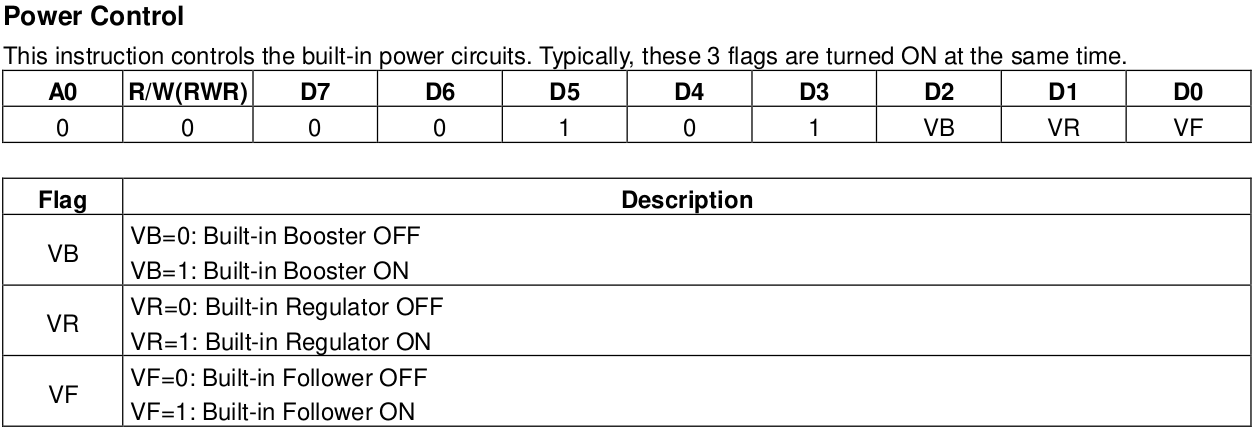 Power Control
This instruction controls the built-in power circuits. Typically, these 3 flags are turned ON at the same time.
A0 R/W(RWR) D7 D6 D5 D4 D3 D2 D1 D0
0 0 0 0 1 0 1 VB VR VF
Flag Description
VB
VB=0: Built-in Booster OFF
VB=1: Built-in Booster ON
VR
VR=0: Built-in Regulator OFF
VR=1: Built-in Regulator ON
VF
VF=0: Built-in Follower OFF
VF=1: Built-in Follower ON